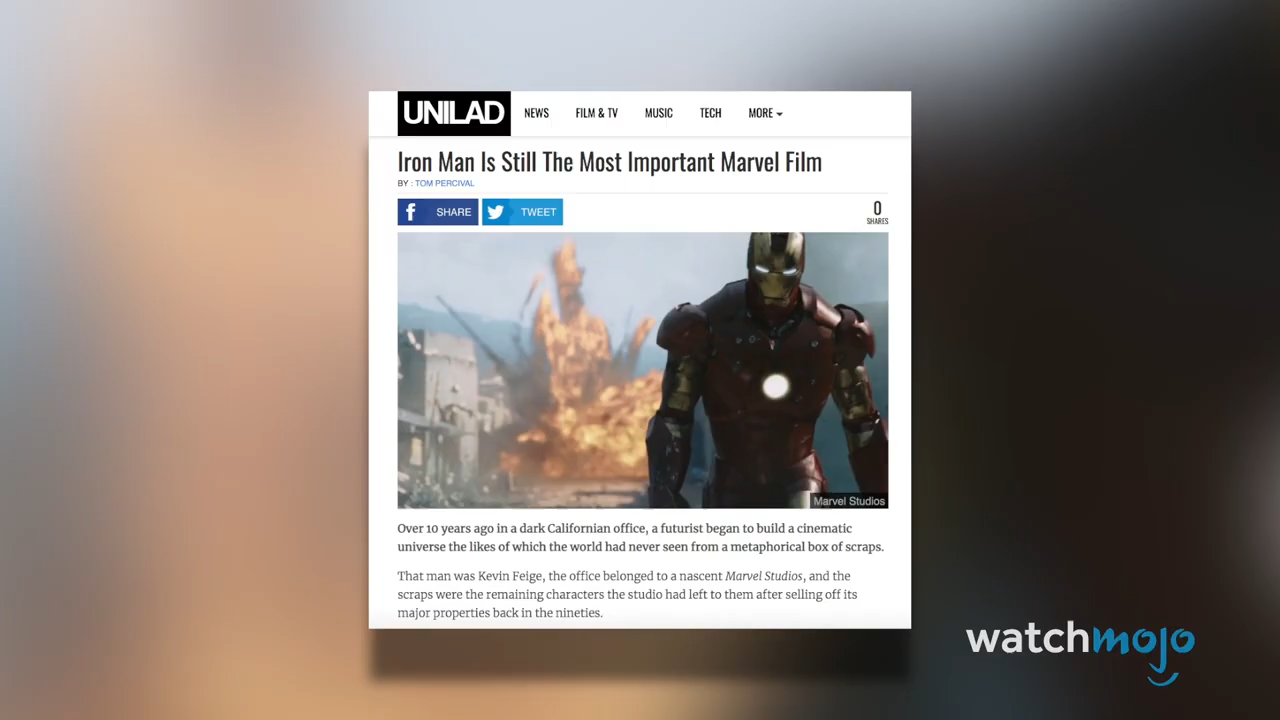 UNILAD
NEWS
FILM & TV
MUSIC
TECH
MORE
Iron Man Is Still The Most Important Marvel Film
BY : TOM PERCIVAL
f SHARE
TWEET
0
SHARES
Marvel Studios
Over 10 years ago in a dark Californian office, a futurist began to build a cinematic
universe the likes of which the world had never seen from a metaphorical box of scraps.
That man was Kevin Feige, the office belonged to a nascent Marvel Studios, and the
scraps were the remaining characters the studio had left to them after selling off its
major properties back in the nineties.
watchmojo